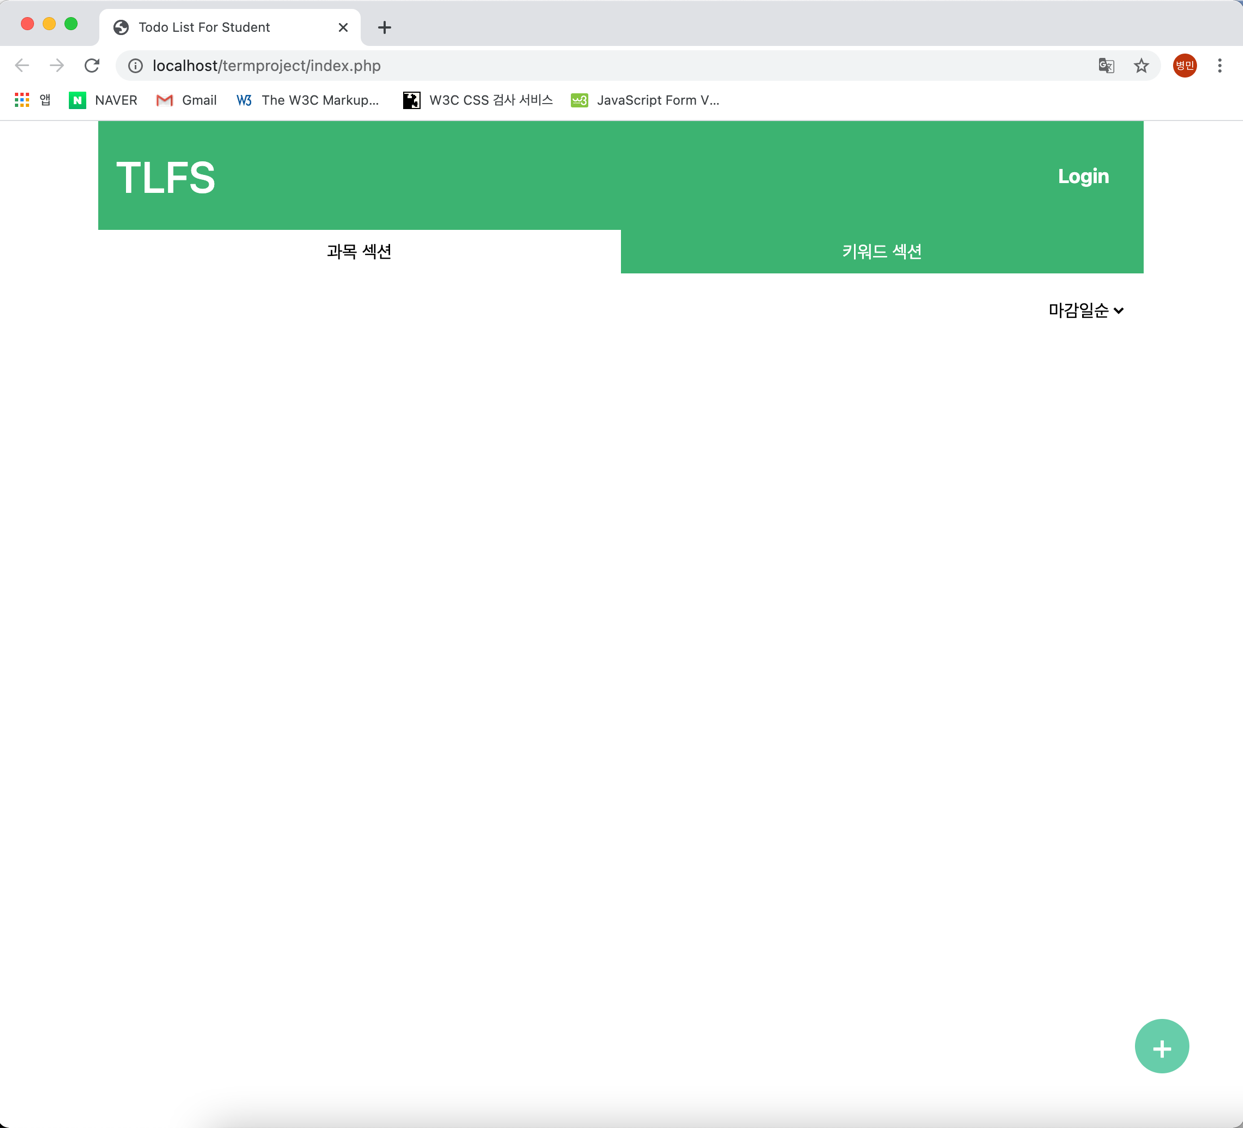 Todo List For Student
localhost/termproject/index.php
병민
앱 NAVER Gmail The W3C Markup... W3C CSS 검사 서비스 JavaScript Form V...
TLFS
Login
과목 섹션 키워드 섹션
마감일순
+